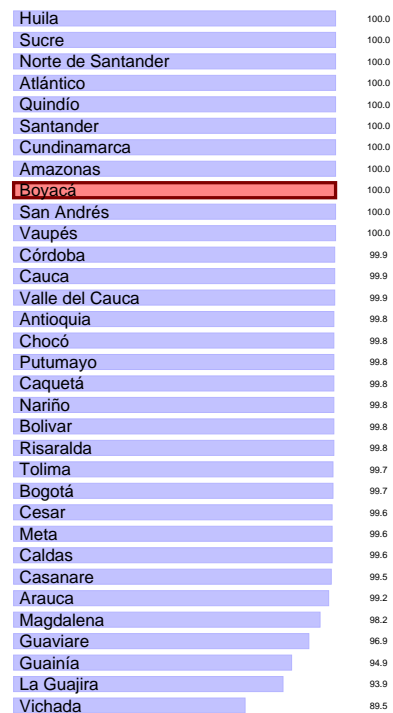 Huila 100.0
Sucre 100.0
Norte de Santander 100.0
Atlántico 100.0
Quindío 100.0
Santander 100.0
Cundinamarca 100.0
Amazonas 100.0
Boyacá 100.0
San Andrés 100.0
Vaupés 100.0
Córdoba 99.9
Cauca 99.9
Valle del Cauca 99.9
Antioquia 99.8
Chocó 99.8
Putumayo 99.8
Caquetá 99.8
Nariño 99.8
Bolivar 99.8
Risaralda 99.8
Tolima 99.7
Bogotá 99.7
Cesar 99.6
Meta 99.6
Caldas 99.6
Casanare 99.5
Arauca 99.2
Magdalena 98.2
Guaviare 96.9
Guainía 94.9
La Guajira 93.9
Vichada 89.5